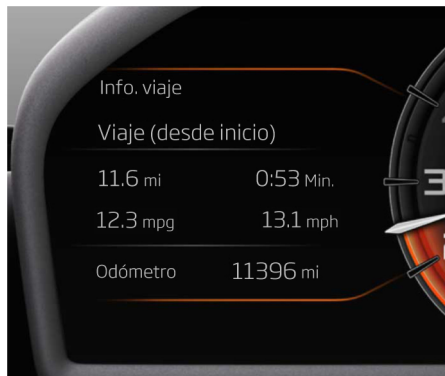 Info. viaje
Viaje (desde inicio)
11.6 mi 0:53 Min.
12.3 mpg 13.1 mph
Odómetro 11396 mi
3